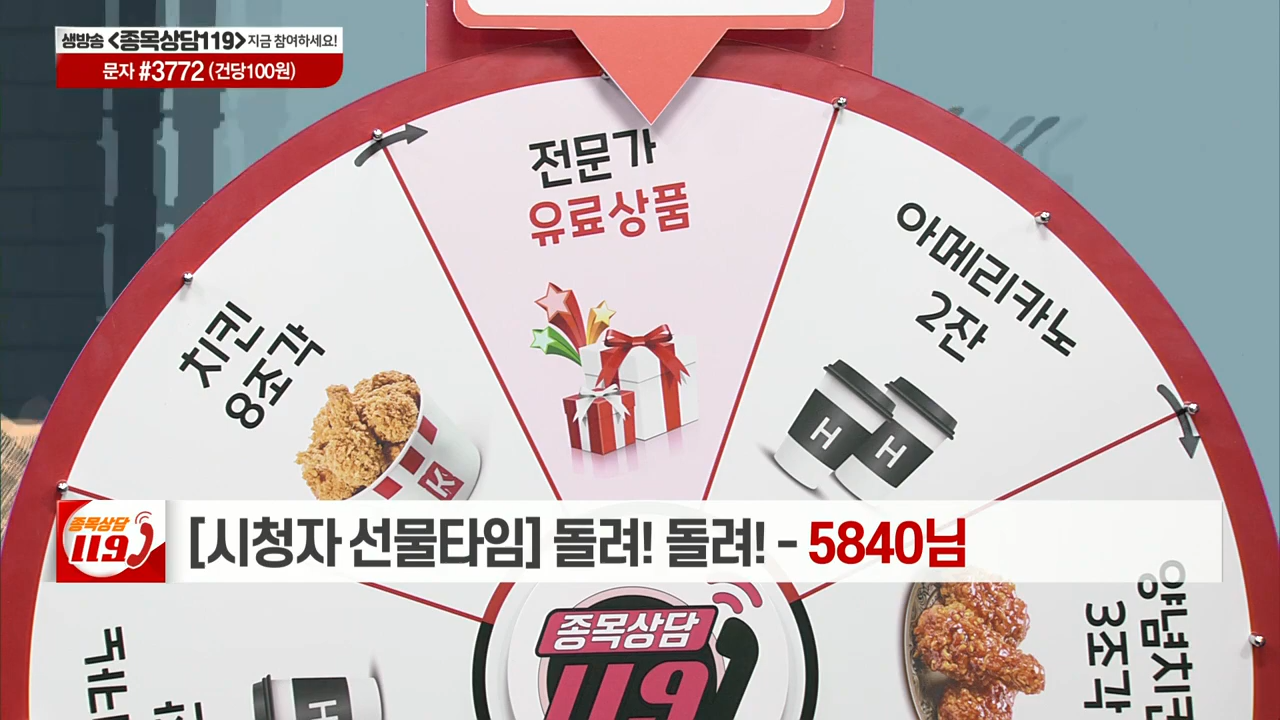 생방송 <종목상담119> 지금 참여하세요!
문자 #3772 (건당100원)
전문가
유료상품
아메리카노
2잔
치킨
8조각
K
H
H
종목상담
119
[시청자 선물타임] 돌려! 돌려! - 5840님
종목상담
119
양념치킨
3조각
H